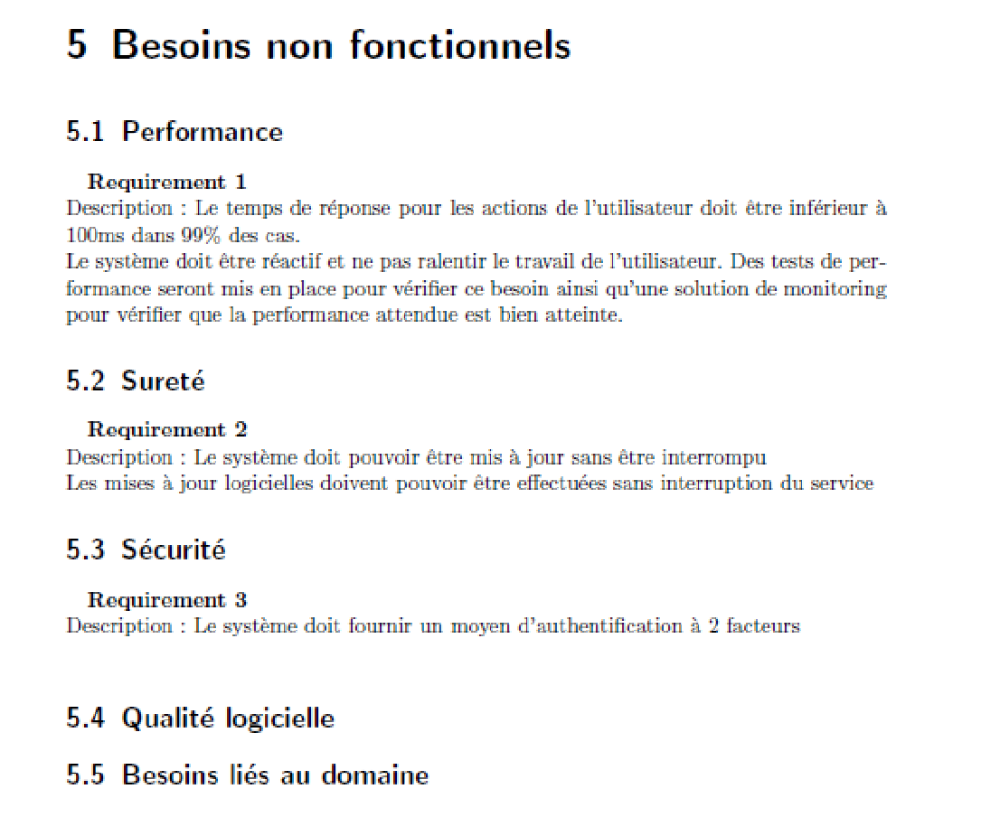 5 Besoins non fonctionnels
5.1 Performance
Requirement 1
Description : Le temps de réponse pour les actions de l'utilisateur doit être inférieur à
100ms dans 99% des cas.
Le système doit être réactif et ne pas ralentir le travail de l'utilisateur. Des tests de per-
formance seront mis en place pour vérifier ce besoin ainsi qu'une solution de monitoring
pour vérifier que la performance attendue est bien atteinte.
5.2 Sureté
Requirement 2
Description : Le système doit pouvoir être mis à jour sans être interrompu
Les mises à jour logicielles doivent pouvoir être effectuées sans interruption du service
5.3 Sécurité
Requirement 3
Description : Le système doit fournir un moyen d'authentification à 2 facteurs
5.4 Qualité logicielle
5.5 Besoins liés au domaine